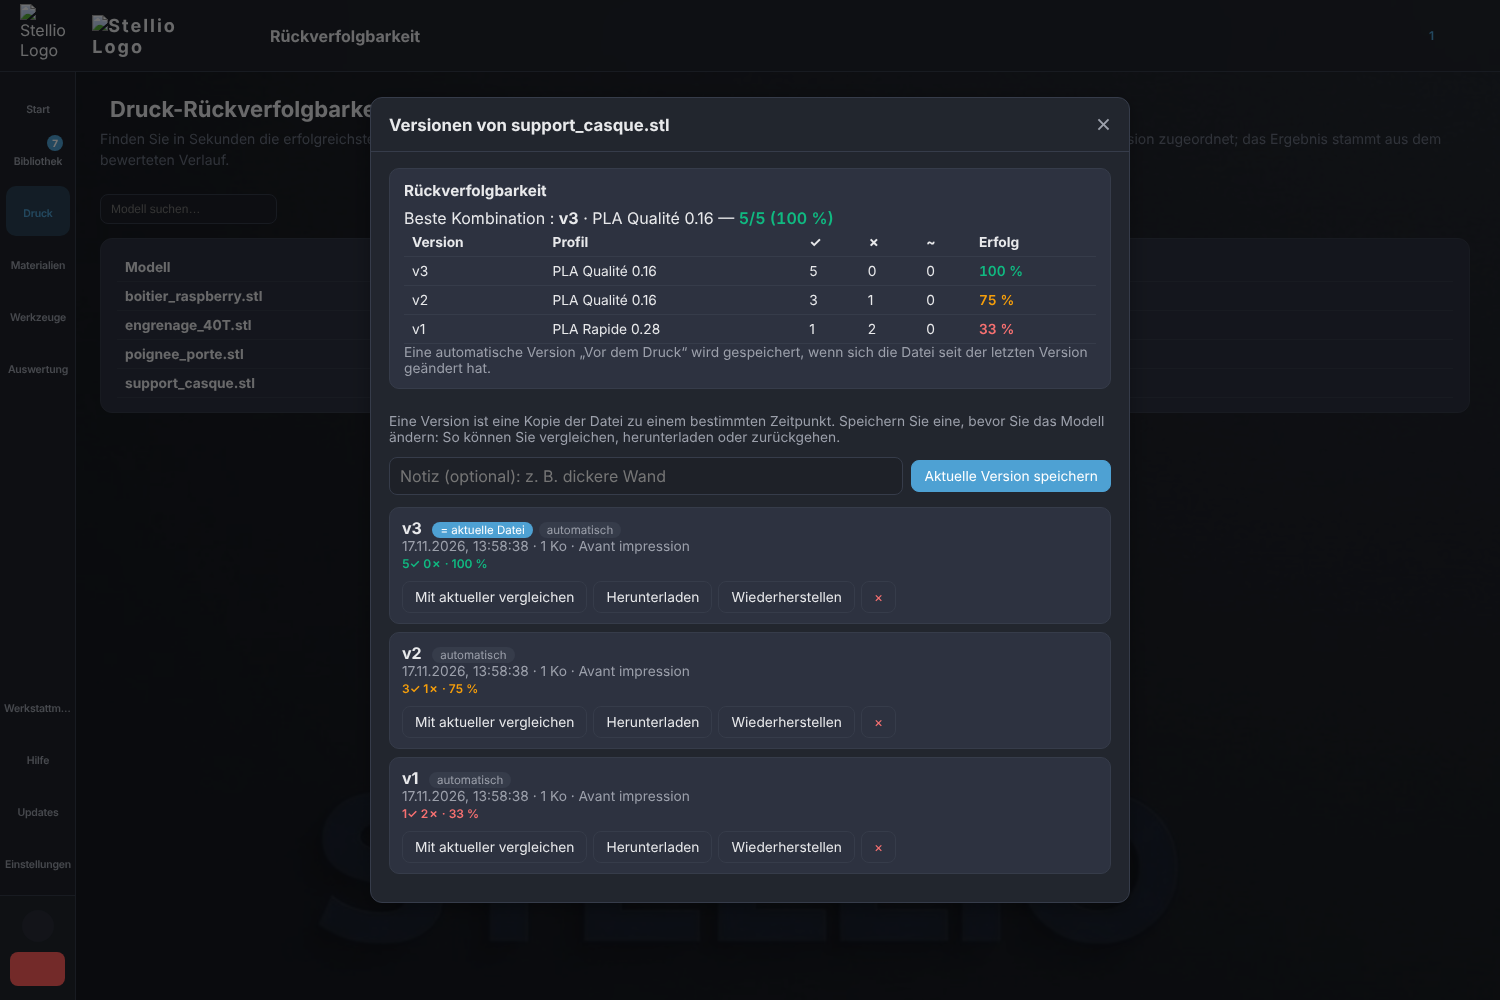 Stellio Logo
Stellio Logo
Rückverfolgbarkeit
1
Start
7
Bibliothek
Druck
Materialien
Werkzeuge
Auswertung
Werkstattm...
Hilfe
Updates
Einstellungen
Druck-Rückverfolgbarke
Finden Sie in Sekunden die erfolgreichste
sion zugeordnet; das Ergebnis stammt aus dem
bewerteten Verlauf.
Modell suchen...
Modell
boitier_raspberry.stl
engrenage_40T.stl
poignee_porte.stl
support_casque.stl
Versionen von support_casque.stl ✕
Rückverfolgbarkeit
Beste Kombination : v3 · PLA Qualité 0.16 — 5/5 (100 %)
Version Profil ✓ × ~ Erfolg
v3 PLA Qualité 0.16 5 0 0 100 %
v2 PLA Qualité 0.16 3 1 0 75 %
v1 PLA Rapide 0.28 1 2 0 33 %
Eine automatische Version „Vor dem Druck“ wird gespeichert, wenn sich die Datei seit der letzten Version
geändert hat.
Eine Version ist eine Kopie der Datei zu einem bestimmten Zeitpunkt. Speichern Sie eine, bevor Sie das Modell
ändern: So können Sie vergleichen, herunterladen oder zurückgehen.
Notiz (optional): z. B. dickere Wand
Aktuelle Version speichern
v3 = aktuelle Datei automatisch
17.11.2026, 13:58:38 · 1 Ko · Avant impression
5✓ 0× · 100 %
Mit aktueller vergleichen Herunterladen Wiederherstellen ×
v2 automatisch
17.11.2026, 13:58:38 · 1 Ko · Avant impression
3✓ 1× · 75 %
Mit aktueller vergleichen Herunterladen Wiederherstellen ×
v1 automatisch
17.11.2026, 13:58:38 · 1 Ko · Avant impression
1✓ 2× · 33 %
Mit aktueller vergleichen Herunterladen Wiederherstellen ×
STELLIO